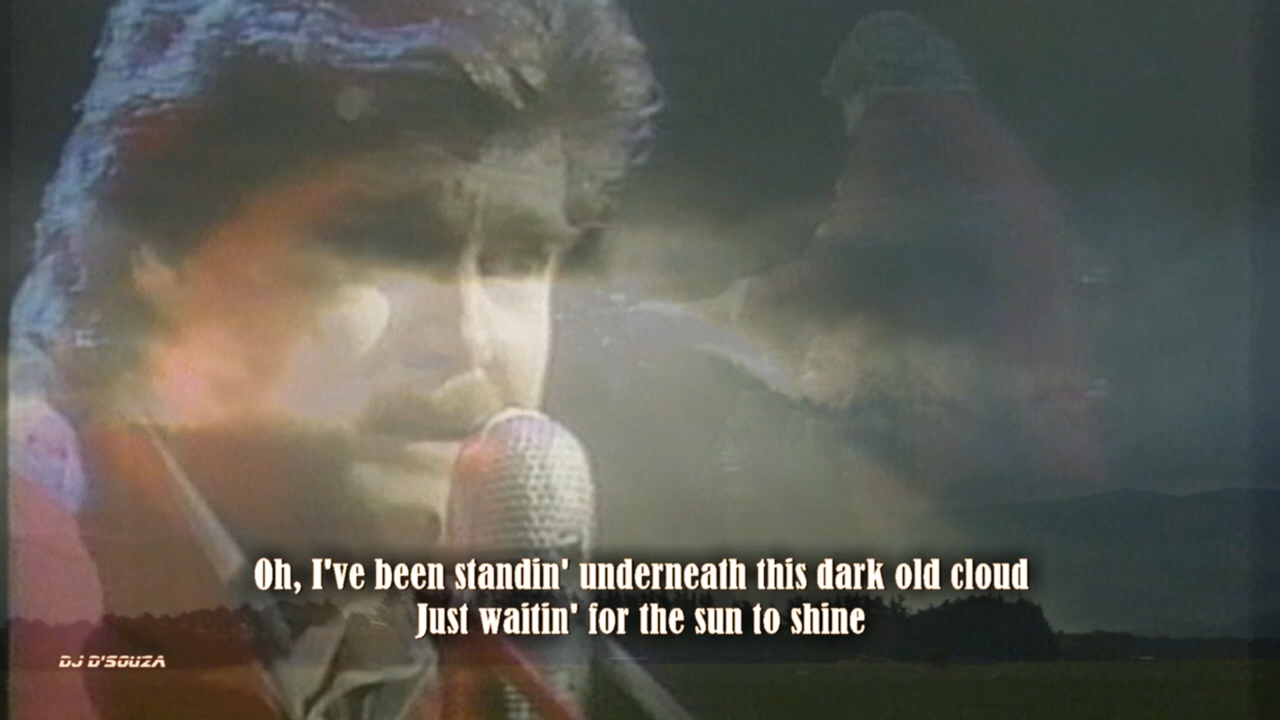 Oh, I've been standin' underneath this dark old cloud
Just waitin' for the sun to shine
DJ D'SOUZA